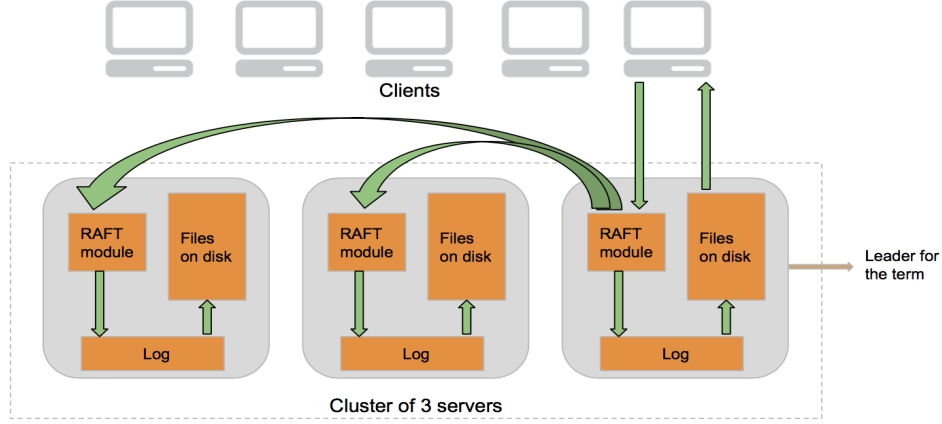 Clients
RAFT
module
Files
on disk
Log
RAFT
module
Files
on disk
Log
RAFT
module
Files
on disk
Log
Leader for
the term
Cluster of 3 servers